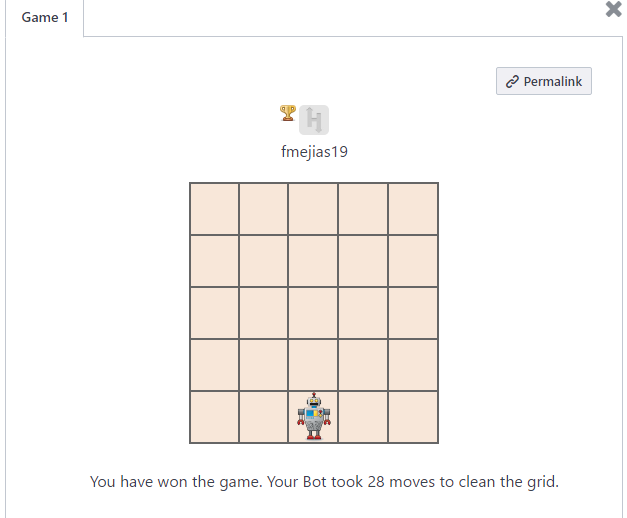 Game 1
Permalink
H
fmejias19
You have won the game. Your Bot took 28 moves to clean the grid.